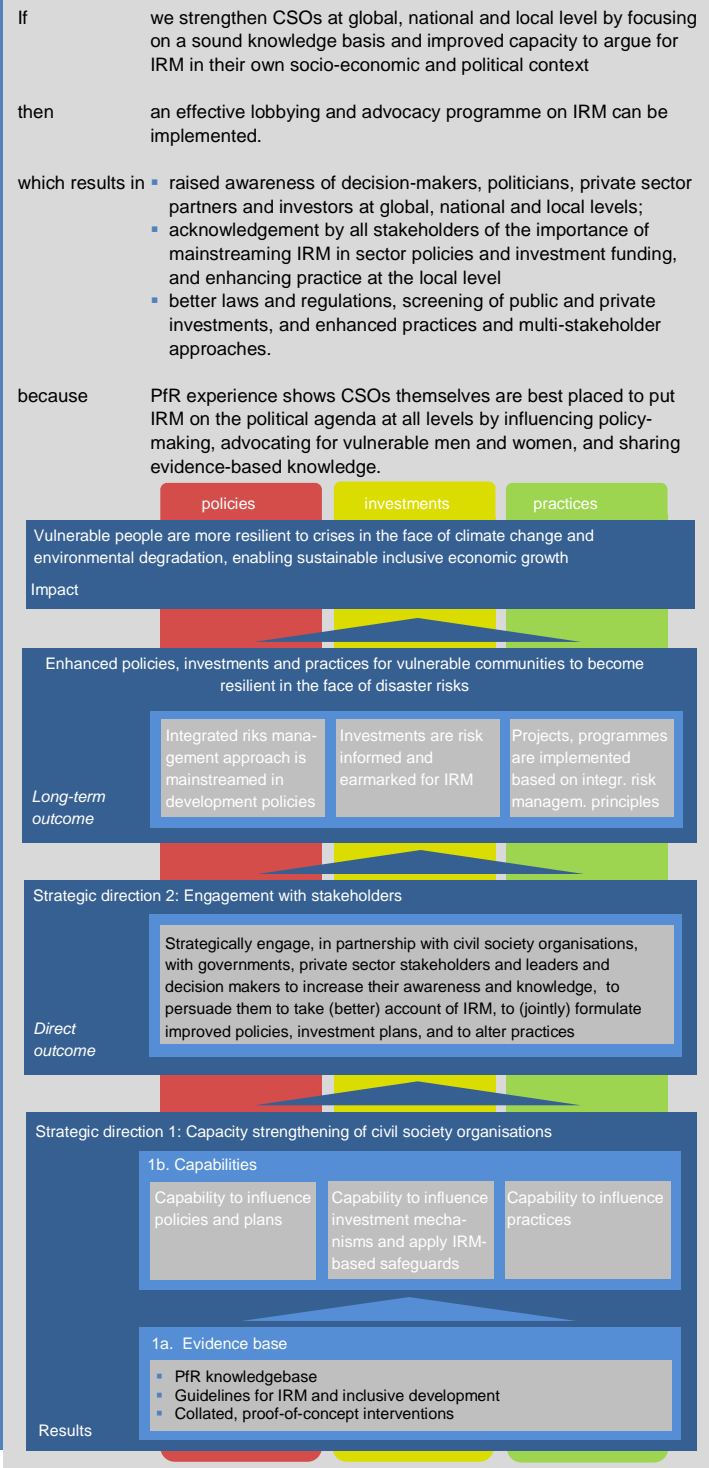 If we strengthen CSOs at global, national and local level by focusing
on a sound knowledge basis and improved capacity to argue for
IRM in their own socio-economic and political context
then an effective lobbying and advocacy programme on IRM can be
implemented.
which results in ▪ raised awareness of decision-makers, politicians, private sector
partners and investors at global, national and local levels;
▪ acknowledgement by all stakeholders of the importance of
mainstreaming IRM in sector policies and investment funding,
and enhancing practice at the local level
▪ better laws and regulations, screening of public and private
investments, and enhanced practices and multi-stakeholder
approaches.
because PfR experience shows CSOs themselves are best placed to put
IRM on the political agenda at all levels by influencing policy-
making, advocating for vulnerable men and women, and sharing
evidence-based knowledge.
policies investments practices
Vulnerable people are more resilient to crises in the face of climate change and
environmental degradation, enabling sustainable inclusive economic growth
Impact
Enhanced policies, investments and practices for vulnerable communities to become
resilient in the face of disaster risks
Integrated riks mana-
gement approach is
mainstreamed in
development policies
Investments are risk
informed and
earmarked for IRM
Projects, programmes
are implemented
based on integr. risk
managem. principles
Long-term
outcome
Strategic direction 2: Engagement with stakeholders
Strategically engage, in partnership with civil society organisations,
with governments, private sector stakeholders and leaders and
decision makers to increase their awareness and knowledge, to
persuade them to take (better) account of IRM, to (jointly) formulate
improved policies, investment plans, and to alter practices
Direct
outcome
Strategic direction 1: Capacity strengthening of civil society organisations
1b. Capabilities
Capability to influence
policies and plans
Capability to influence
investment mecha-
nisms and apply IRM-
based safeguards
Capability to influence
practices
1a. Evidence base
▪ PfR knowledgebase
▪ Guidelines for IRM and inclusive development
▪ Collated, proof-of-concept interventions
Results